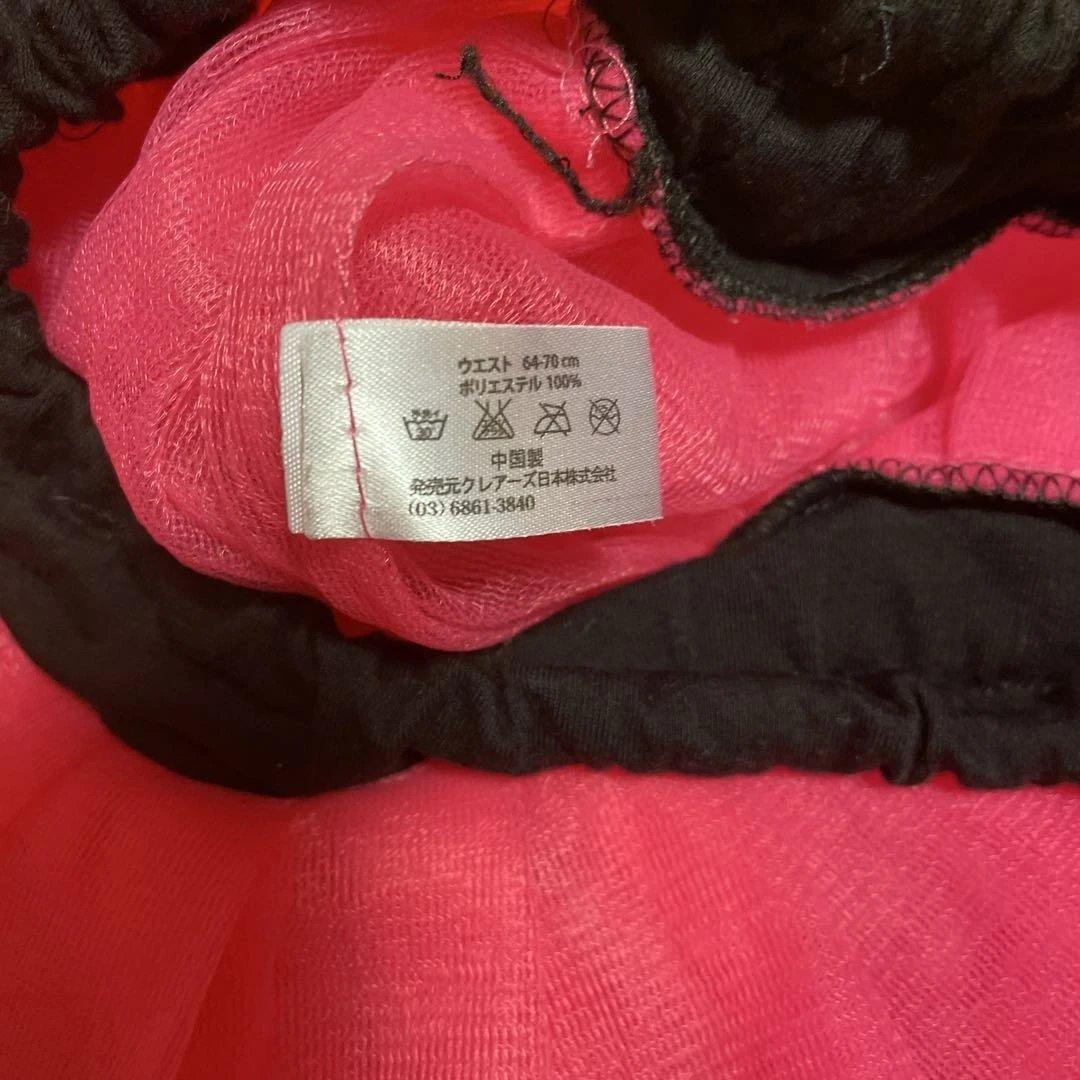 ウエスト 64-70 cm
ポリエステル 100%
30
中国製
発売元クレアーズ日本株式会社
(03) 6861-3840